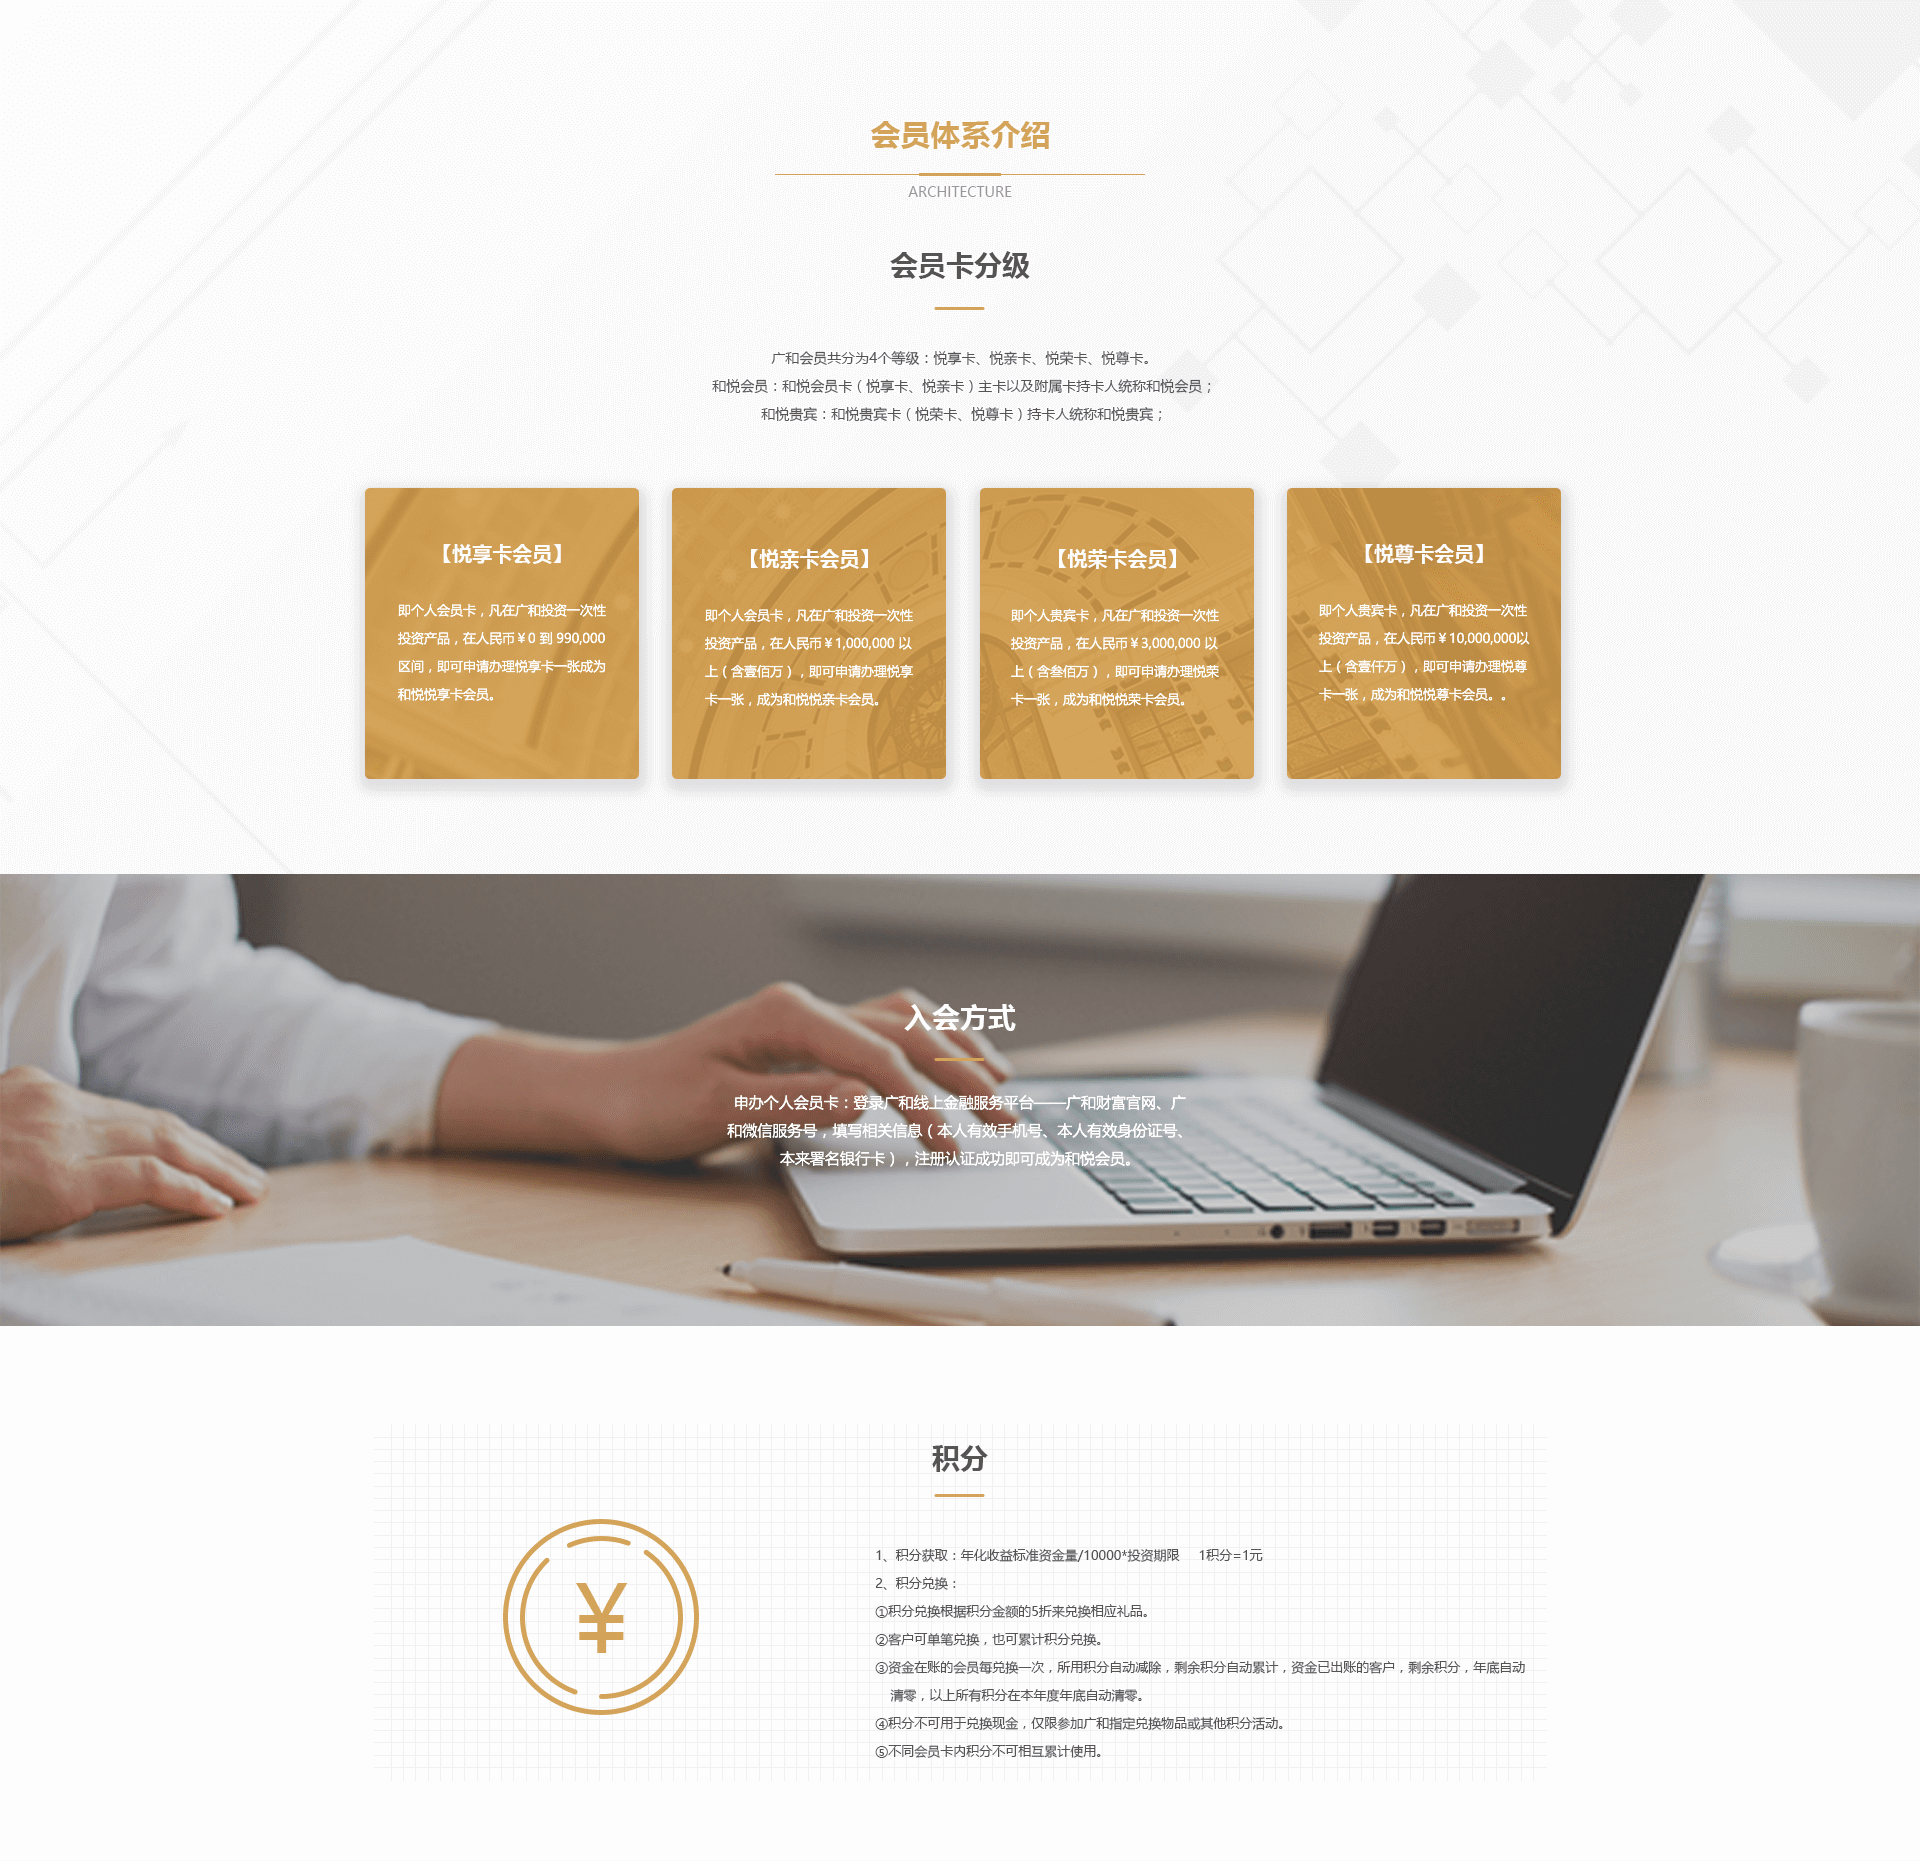 会员体系介绍
ARCHITECTURE
会员卡分级
广和会员共分为4个等级：悦享卡、悦亲卡、悦荣卡、悦尊卡。
和悦会员：和悦会员卡（悦享卡、悦亲卡）主卡以及附属卡持卡人统称和悦会员；
和悦贵宾：和悦贵宾卡（悦荣卡、悦尊卡）持卡人统称和悦贵宾；
【悦享卡会员】
即个人会员卡，凡在广和投资一次性
投资产品，在人民币￥0 到 990,000
区间，即可申请办理悦享卡一张成为
和悦悦享卡会员。
【悦亲卡会员】
即个人会员卡，凡在广和投资一次性
投资产品，在人民币￥1,000,000 以
上（含壹佰万），即可申请办理悦享
卡一张，成为和悦悦亲卡会员。
【悦荣卡会员】
即个人贵宾卡，凡在广和投资一次性
投资产品，在人民币￥3,000,000 以
上（含叁佰万），即可申请办理悦荣
卡一张，成为和悦悦荣卡会员。
【悦尊卡会员】
即个人贵宾卡，凡在广和投资一次性
投资产品，在人民币￥10,000,000以
上（含壹仟万），即可申请办理悦尊
卡一张，成为和悦悦尊卡会员。。
入会方式
申办个人会员卡：登录广和线上金融服务平台——广和财富官网、广
和微信服务号，填写相关信息（本人有效手机号、本人有效身份证号、
本来署名银行卡），注册认证成功即可成为和悦会员。
积分
¥
1、积分获取：年化收益标准资金量/10000*投资期限 1积分=1元
2、积分兑换：
①积分兑换根据积分金额的5折来兑换相应礼品。
②客户可单笔兑换，也可累计积分兑换。
③资金在账的会员每兑换一次，所用积分自动减除，剩余积分自动累计，资金已出账的客户，剩余积分，年底自动
清零，以上所有积分在本年度年底自动清零。
④积分不可用于兑换现金，仅限参加广和指定兑换物品或其他积分活动。
⑤不同会员卡内积分不可相互累计使用。